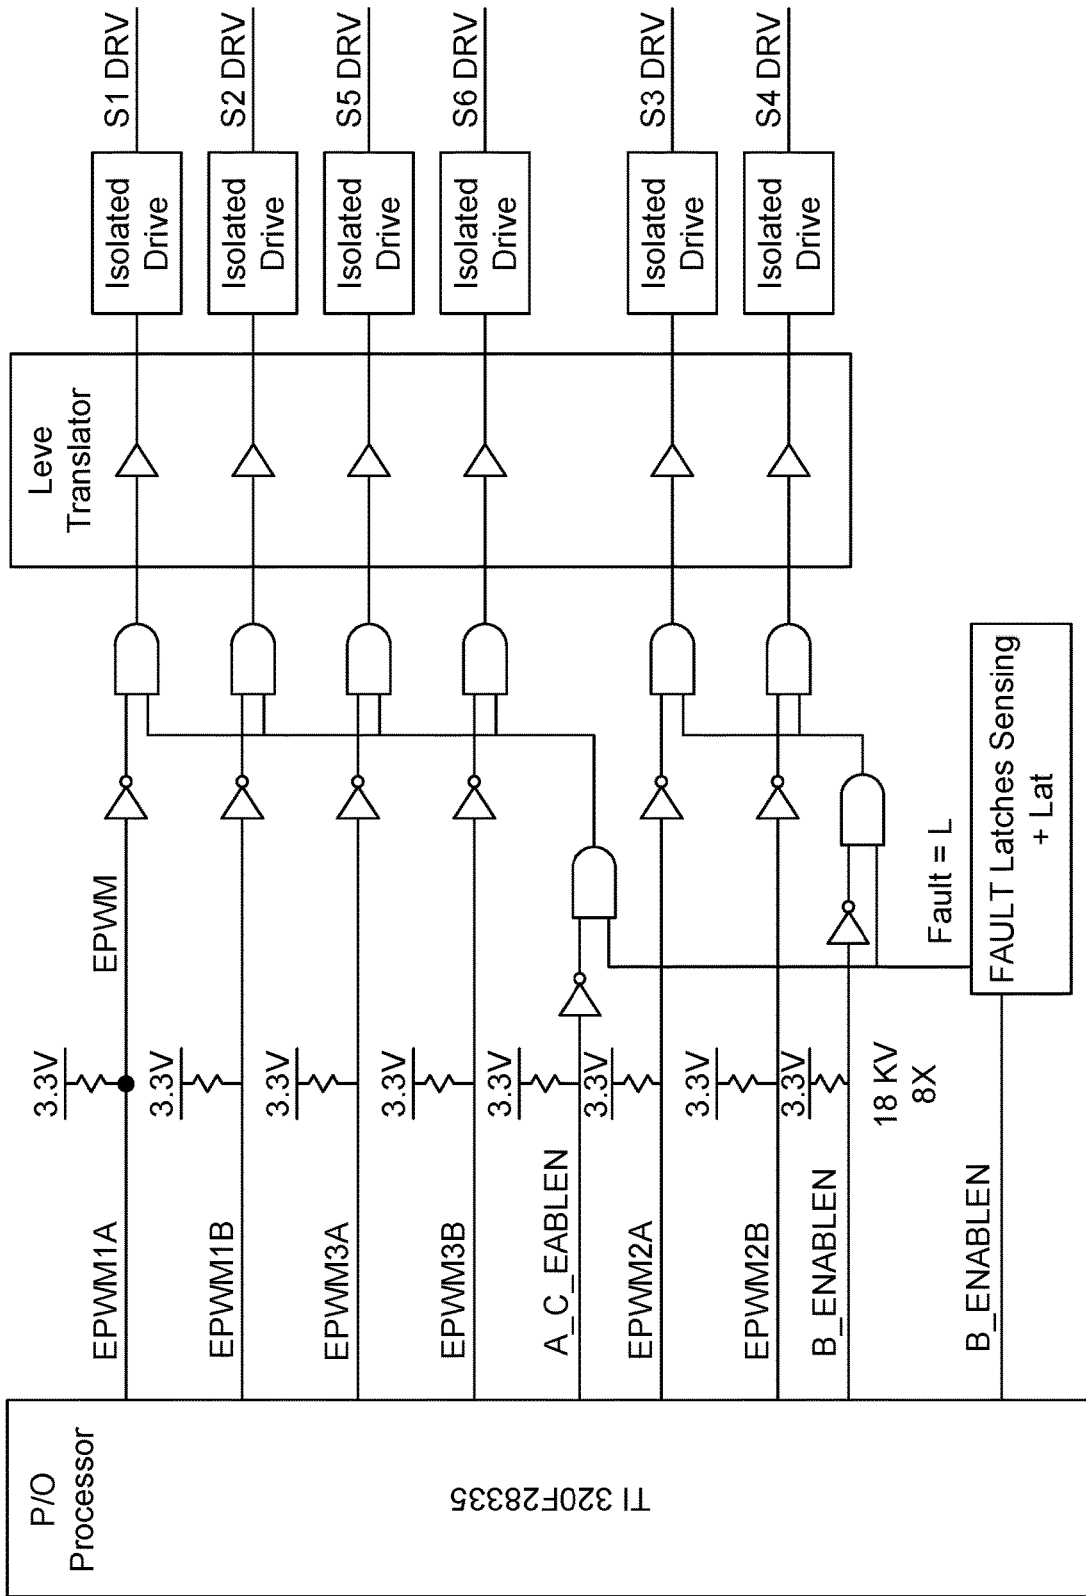 P/O
Processor
TI 320F28335
EPWM1A
3.3V
EPWM
EPWM1B
3.3V
EPWM3A
3.3V
EPWM3B
3.3V
A_C_EABLEN
3.3V
EPWM2A
3.3V
EPWM2B
3.3V
B_ENABLEN
3.3V
18 KV
8X
B_ENABLEN
Fault = L
FAULT Latches Sensing
+ Lat
Leve
Translator
Isolated
Drive
S1 DRV
Isolated
Drive
S2 DRV
Isolated
Drive
S5 DRV
Isolated
Drive
S6 DRV
Isolated
Drive
S3 DRV
Isolated
Drive
S4 DRV